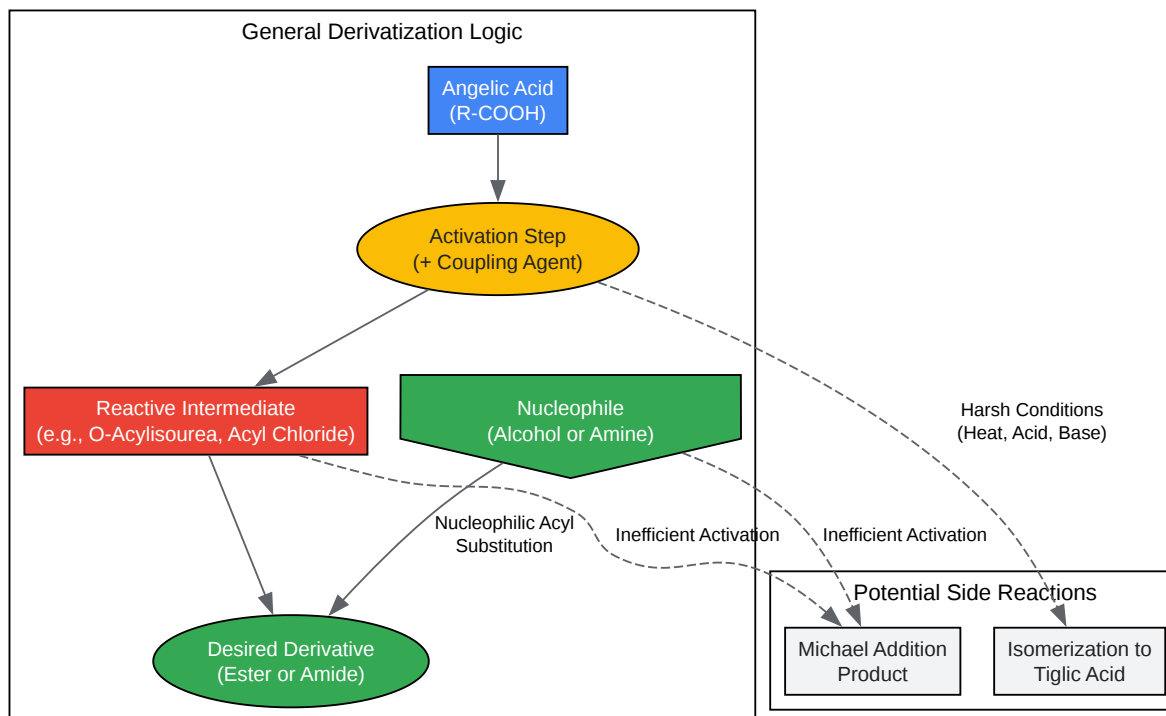 General Derivatization Logic
Angelic Acid
(R-COOH)
Activation Step
(+ Coupling Agent)
Reactive Intermediate
(e.g., O-Acylisourea, Acyl Chloride)
Nucleophile
(Alcohol or Amine)
Harsh Conditions
(Heat, Acid, Base)
Nucleophilic Acyl
Substitution
Inefficient Activation
Inefficient Activation
Potential Side Reactions
Desired Derivative
(Ester or Amide)
Michael Addition
Product
Isomerization to
Tiglic Acid